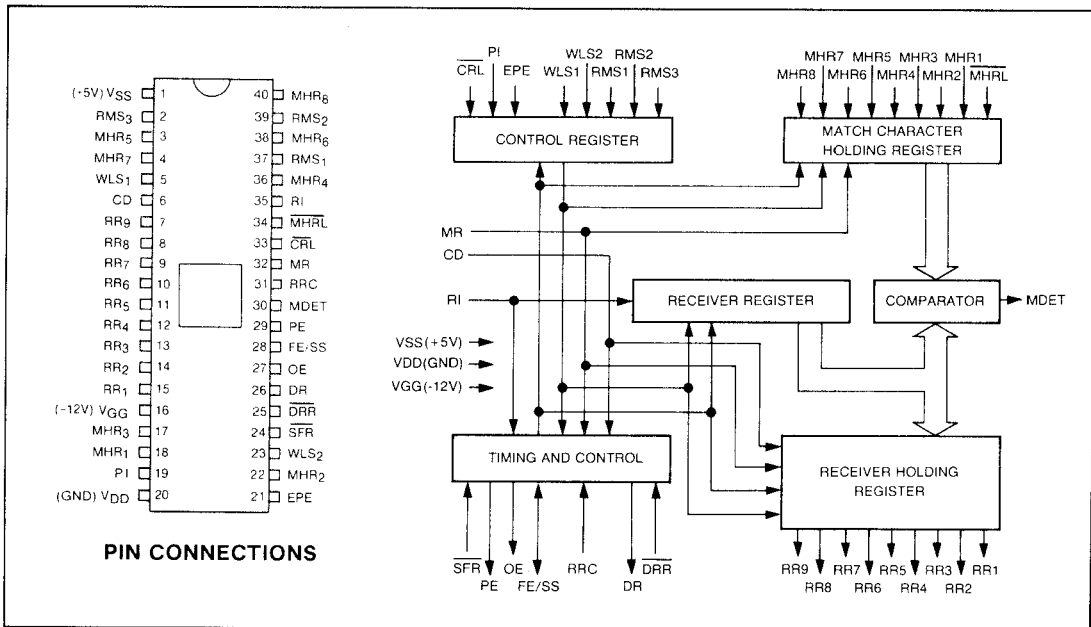 (+5V) VSS 1 40 MHR8
RMS3 2 39 RMS2
MHR5 3 38 MHR6
MHR7 4 37 RMS1
WLS1 5 36 MHR4
CD 6 35 RI
RR9 7 34 MHRL
RR8 8 33 CRL
RR7 9 32 MR
RR6 10 31 RRC
RR5 11 30 MDET
RR4 12 29 PE
RR3 13 28 FE/SS
RR2 14 27 OE
RR1 15 26 DR
(-12V) VGG 16 25 DRR
MHR3 17 24 SFR
MHR1 18 23 WLS2
PI 19 22 MHR2
(GND) VDD 20 21 EPE
PIN CONNECTIONS
PI WLS2 RMS2
CRL EPE WLS1 RMS1 RMS3
CONTROL REGISTER
MHR7 MHR5 MHR3 MHR1
MHR8 MHR6 MHR4 MHR2 MHRL
MATCH CHARACTER
HOLDING REGISTER
MR
CD
RI
RECEIVER REGISTER
COMPARATOR
MDET
VSS (+5V)
VDD (GND)
VGG (-12V)
TIMING AND CONTROL
RECEIVER HOLDING
REGISTER
SFR OE RRC DRR
PE FE/SS DR
RR9 RR7 RR5 RR3 RR1
RR8 RR6 RR4 RR2